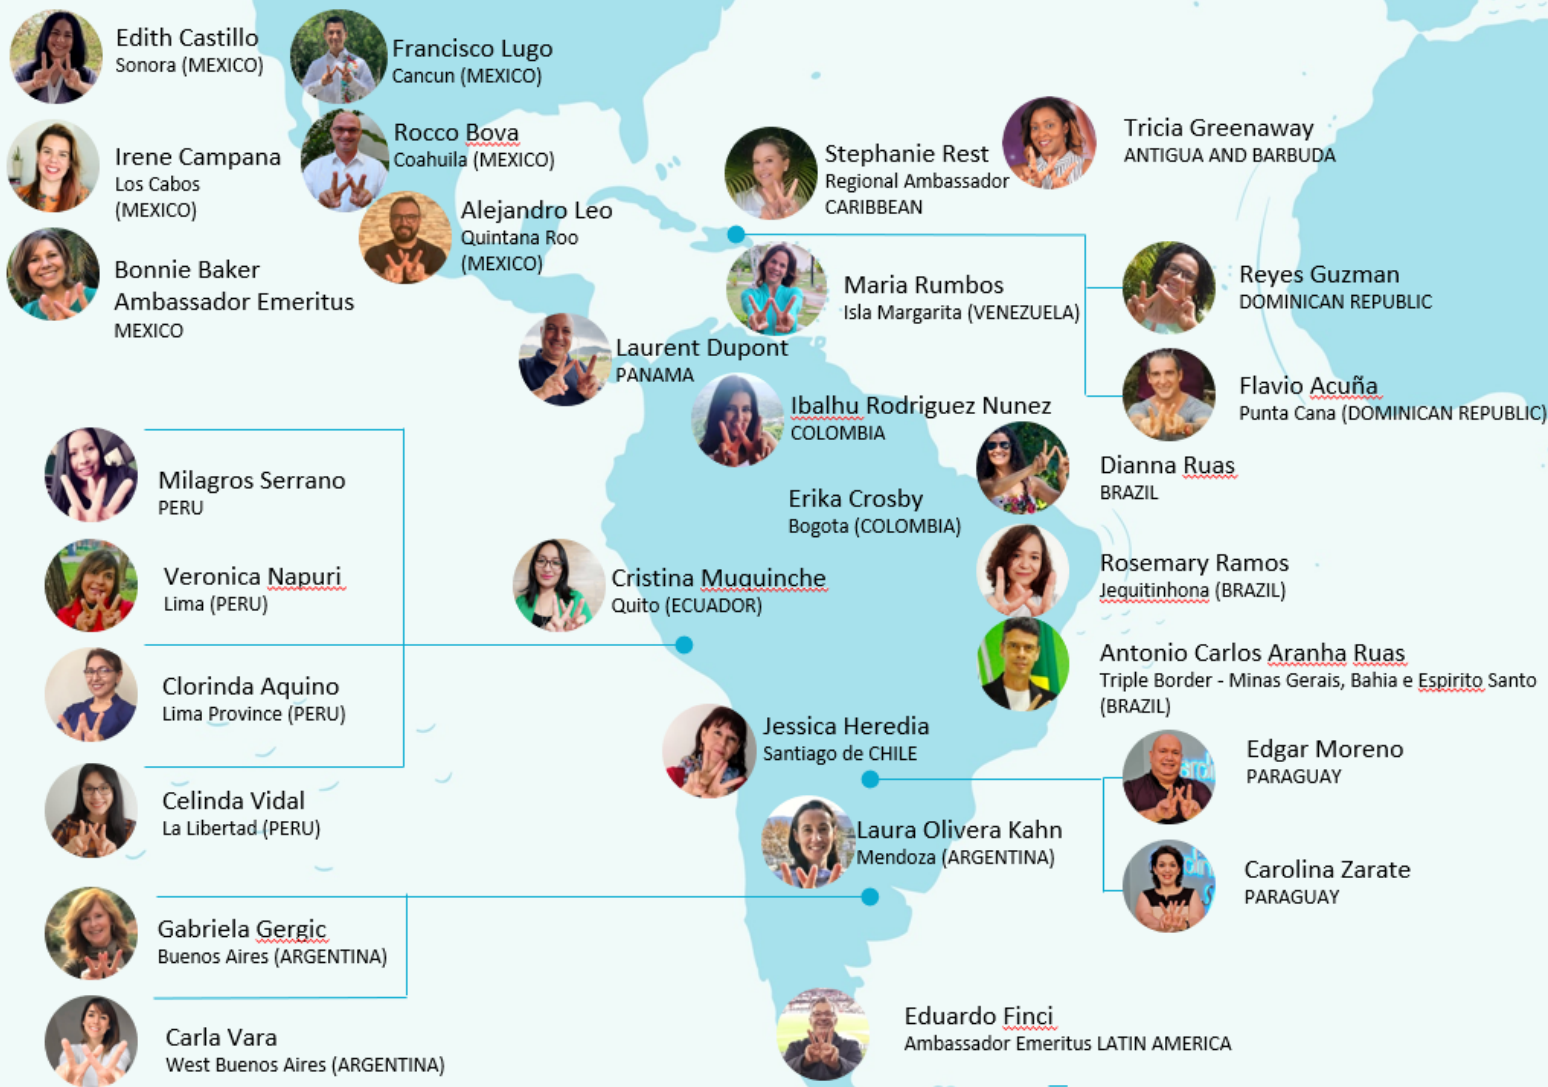 Edith Castillo
Sonora (MEXICO)
Francisco Lugo
Cancun (MEXICO)
Irene Campana
Los Cabos
(MEXICO)
Rocco Bova
Coahuila (MEXICO)
Alejandro Leo
Quintana Roo
(MEXICO)
Bonnie Baker
Ambassador Emeritus
MEXICO
Stephanie Rest
Regional Ambassador
CARIBBEAN
Tricia Greenaway
ANTIGUA AND BARBUDA
Maria Rumbos
Isla Margarita (VENEZUELA)
Reyes Guzman
DOMINICAN REPUBLIC
Laurent Dupont
PANAMA
Flavio Acuña
Punta Cana (DOMINICAN REPUBLIC)
Ibalhu Rodriguez Nunez
COLOMBIA
Dianna Ruas
BRAZIL
Erika Crosby
Bogota (COLOMBIA)
Milagros Serrano
PERU
Veronica Napuri
Lima (PERU)
Cristina Muquinche
Quito (ECUADOR)
Rosemary Ramos
Jequitinhona (BRAZIL)
Antonio Carlos Aranha Ruas
Triple Border - Minas Gerais, Bahia e Espirito Santo
(BRAZIL)
Clorinda Aquino
Lima Province (PERU)
Jessica Heredia
Santiago de CHILE
Edgar Moreno
PARAGUAY
Celinda Vidal
La Libertad (PERU)
Laura Olivera Kahn
Mendoza (ARGENTINA)
Carolina Zarate
PARAGUAY
Gabriela Gergic
Buenos Aires (ARGENTINA)
Carla Vara
West Buenos Aires (ARGENTINA)
Eduardo Finci
Ambassador Emeritus LATIN AMERICA